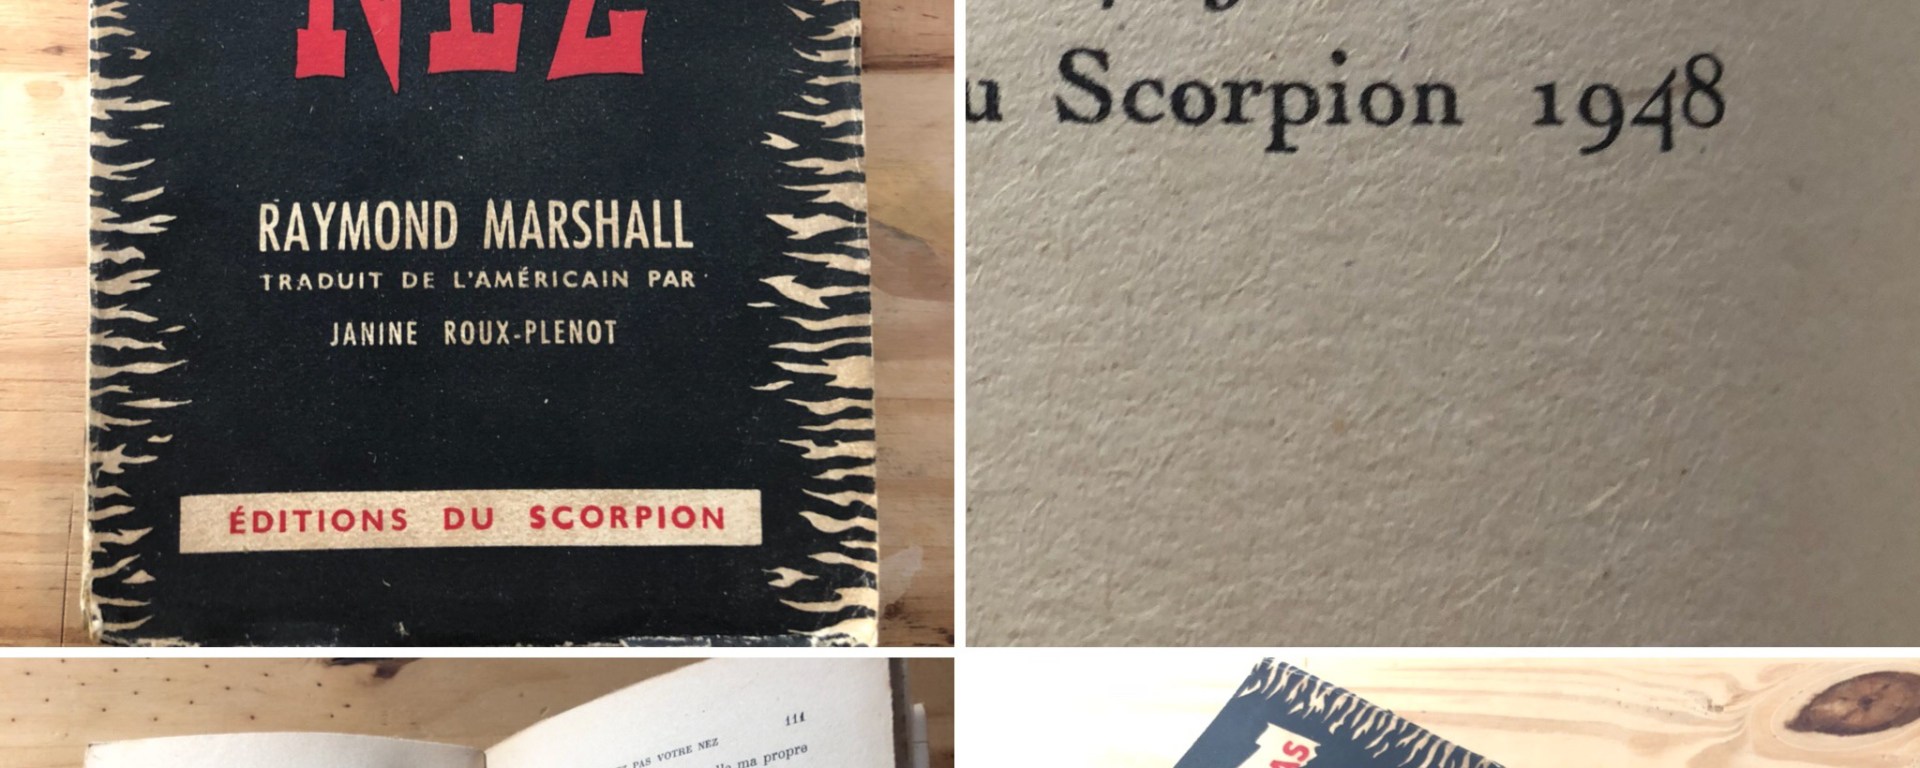 NEZ
RAYMOND MARSHALL
TRADUIT DE L'AMÉRICAIN PAR
JANINE ROUX-PLENOT
ÉDITIONS DU SCORPION
u Scorpion 1948
111
PAS VOTRE NEZ
ma propre
AS